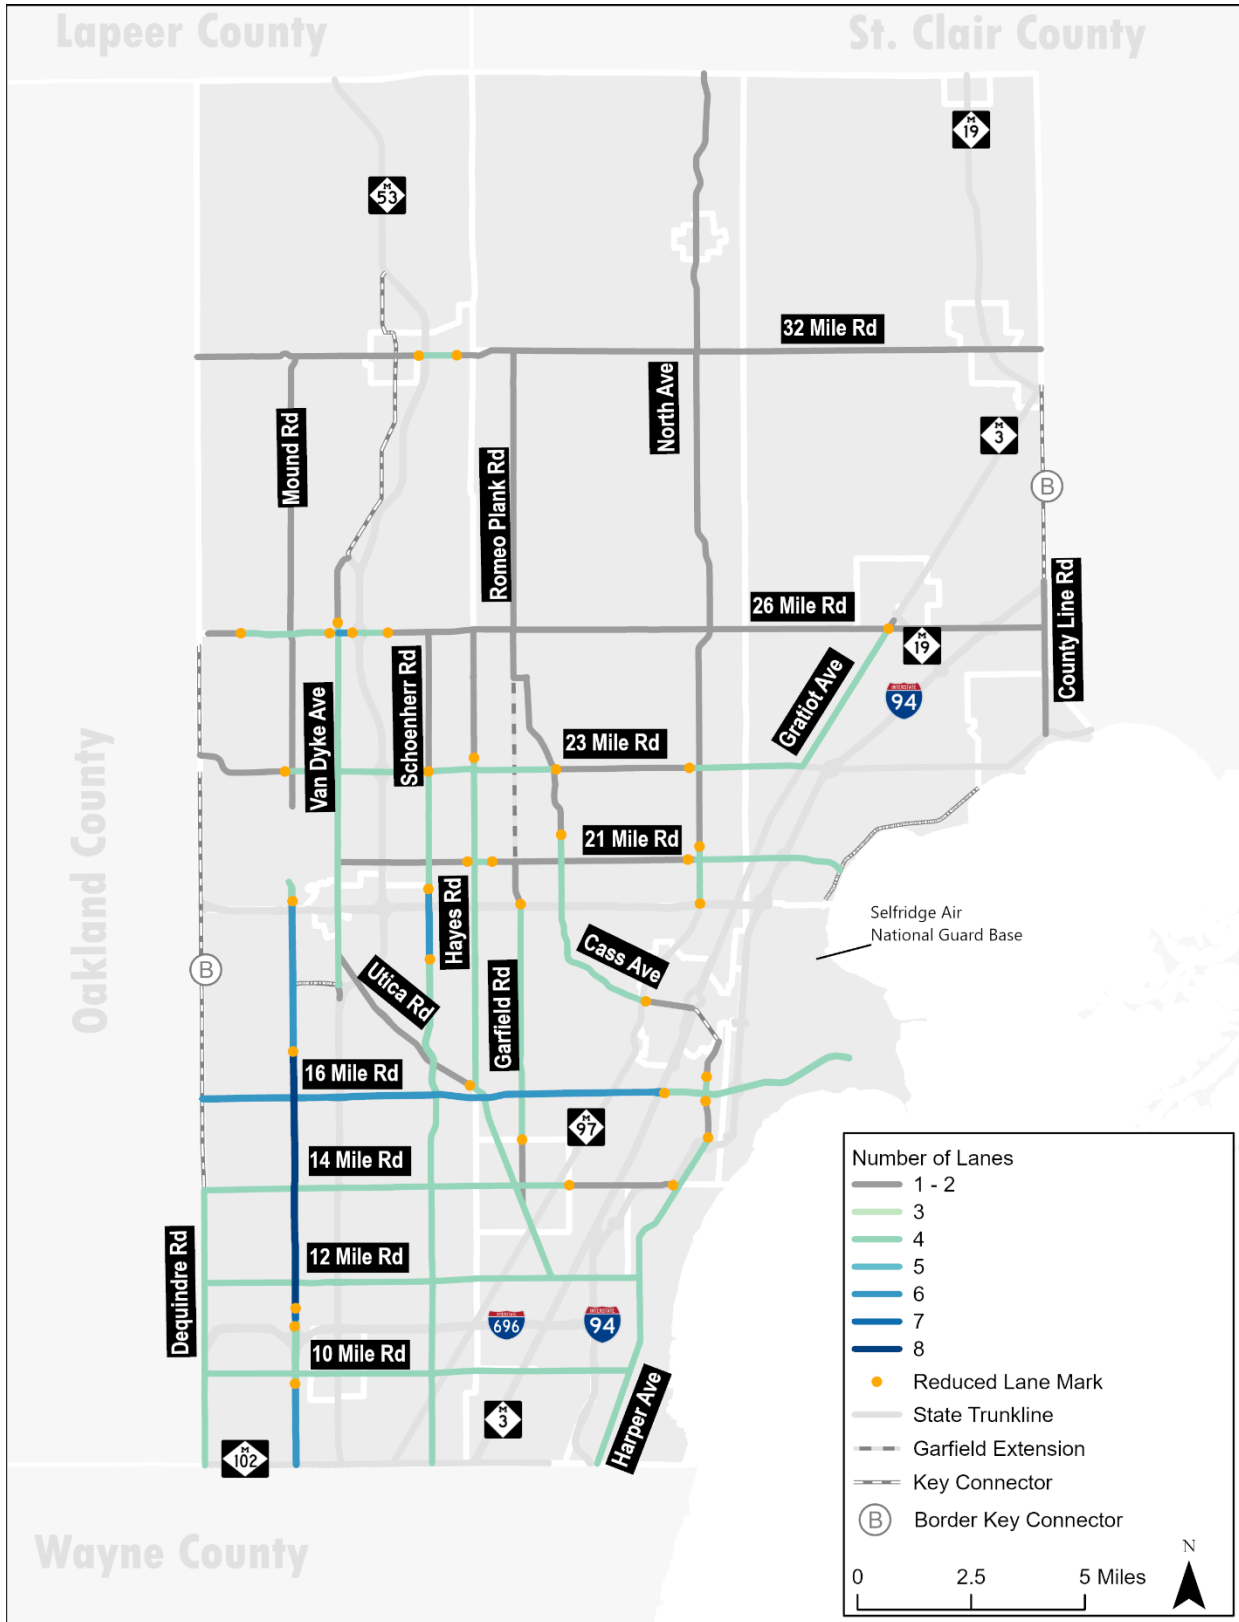 Lapeer County
St. Clair County
M
19
M
53
32 Mile Rd
North Ave
Mound Rd
M
3
Romeo Plank Rd
B
26 Mile Rd
County Line Rd
M
19
Schoenherr Rd
Gratiot Ave
INTERSTATE
94
Van Dyke Ave
23 Mile Rd
Oakland County
21 Mile Rd
Hayes Rd
Selfridge Air
National Guard Base
Cass Ave
B
Utica Rd
Garfield Rd
16 Mile Rd
M
97
14 Mile Rd
Dequindre Rd
12 Mile Rd
INTERSTATE
696
INTERSTATE
94
10 Mile Rd
Harper Ave
M
3
M
102
Wayne County
Number of Lanes
1 - 2
3
4
5
6
7
8
Reduced Lane Mark
State Trunkline
Garfield Extension
Key Connector
B Border Key Connector
N
0 2.5 5 Miles